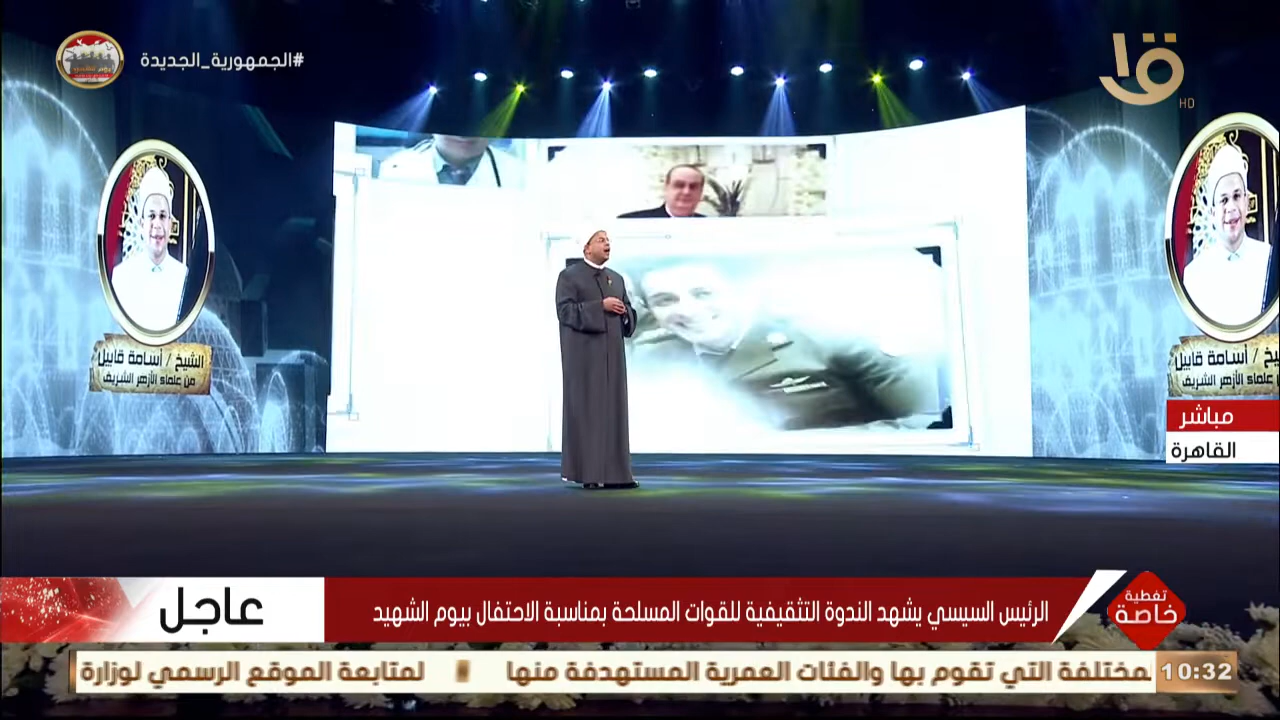 #الجمهورية_الجديدة
HD
الشيخ / أسامة قابيل
من علماء الأزهر الشريف
يخ / أسامة قابيل
علماء الأزهر الشريف
مباشر
القاهرة
تغطية
خاصة
الرئيس السيسي يشهد الندوة التثقيفية للقوات المسلحة بمناسبة الاحتفال بيوم الشهيد
عاجل
10:32
لمختلفة التي تقوم بها والفئات العمرية المستهدفة منها
لمتابعة الموقع الرسمي لوزارة